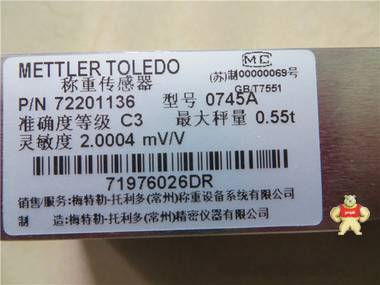 METTLER TOLEDO
MC
称重传感器
(苏)制00000069号
GB/T7551
P/N 72201136 型号 0745A
准确度等级 C3 最大秤量 0.55t
灵敏度 2.0004 mV/V
71976026DR
销售/服务:梅特勒-托利多(常州)称重设备系统有限公司
制 造:梅特勒-托利多(常州)精密仪器有限公司